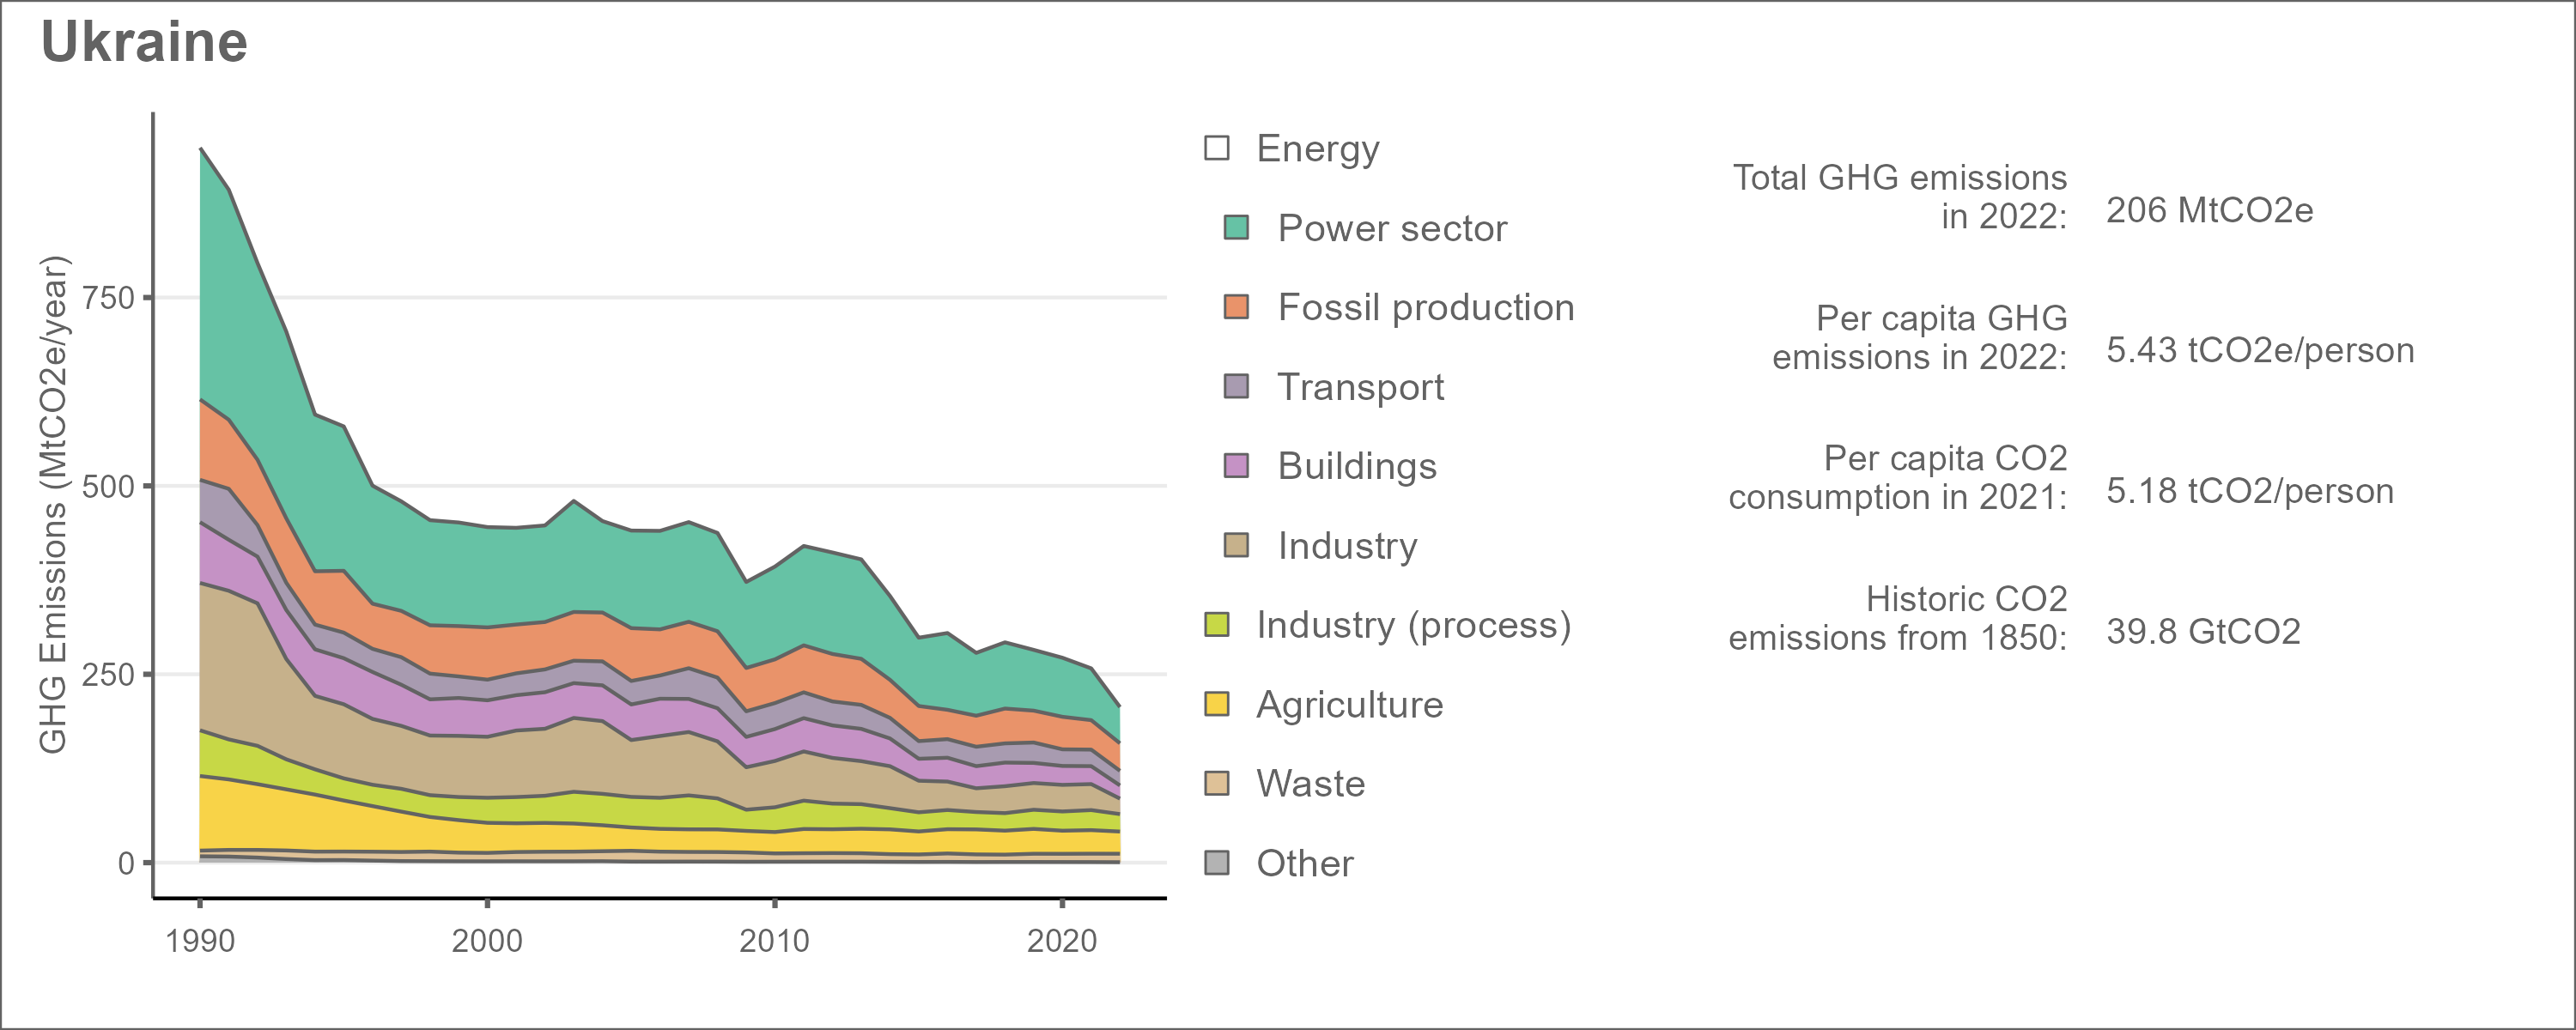 Ukraine
GHG Emissions (MtCO2e/year)
750
500
250
0
1990
2000
2010
2020
Energy
Power sector
Fossil production
Transport
Buildings
Industry
Industry (process)
Agriculture
Waste
Other
Total GHG emissions
in 2022:
206 MtCO2e
Per capita GHG
emissions in 2022:
5.43 tCO2e/person
Per capita CO2
consumption in 2021:
5.18 tCO2/person
Historic CO2
emissions from 1850:
39.8 GtCO2